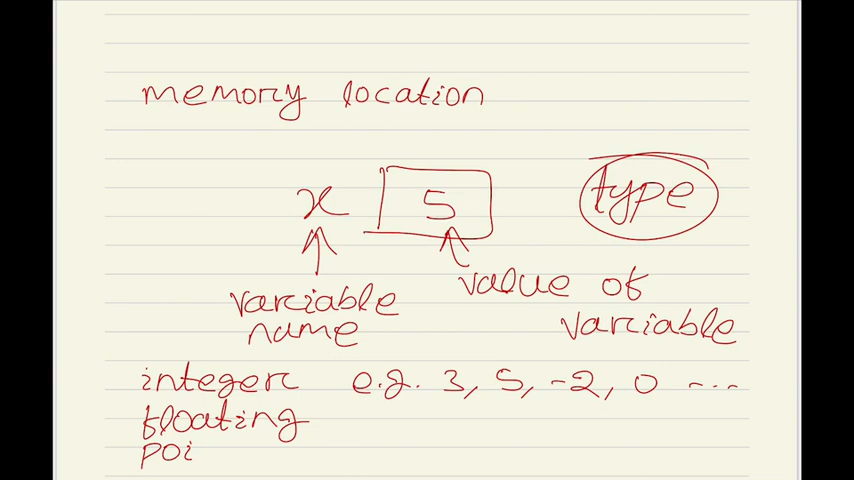 memory location
x 5 type
variable name
value of variable
integer e.g. 3, 5, -2, 0 ...
floating
poi